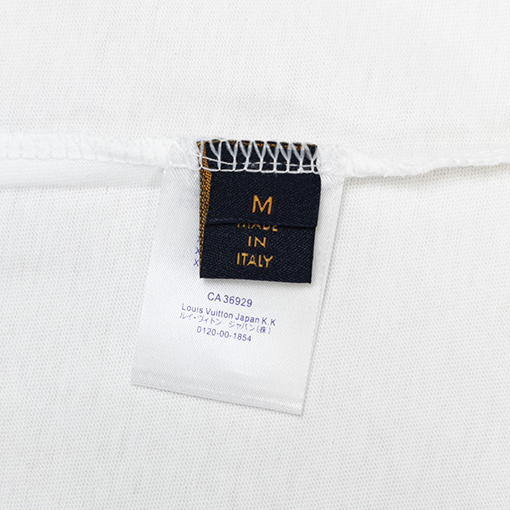 M
MADE
IN
ITALY
CA 36929
Louis Vuitton Japan K.K
ルイ・ヴィトン ジャパン(株)
0120-00-1854